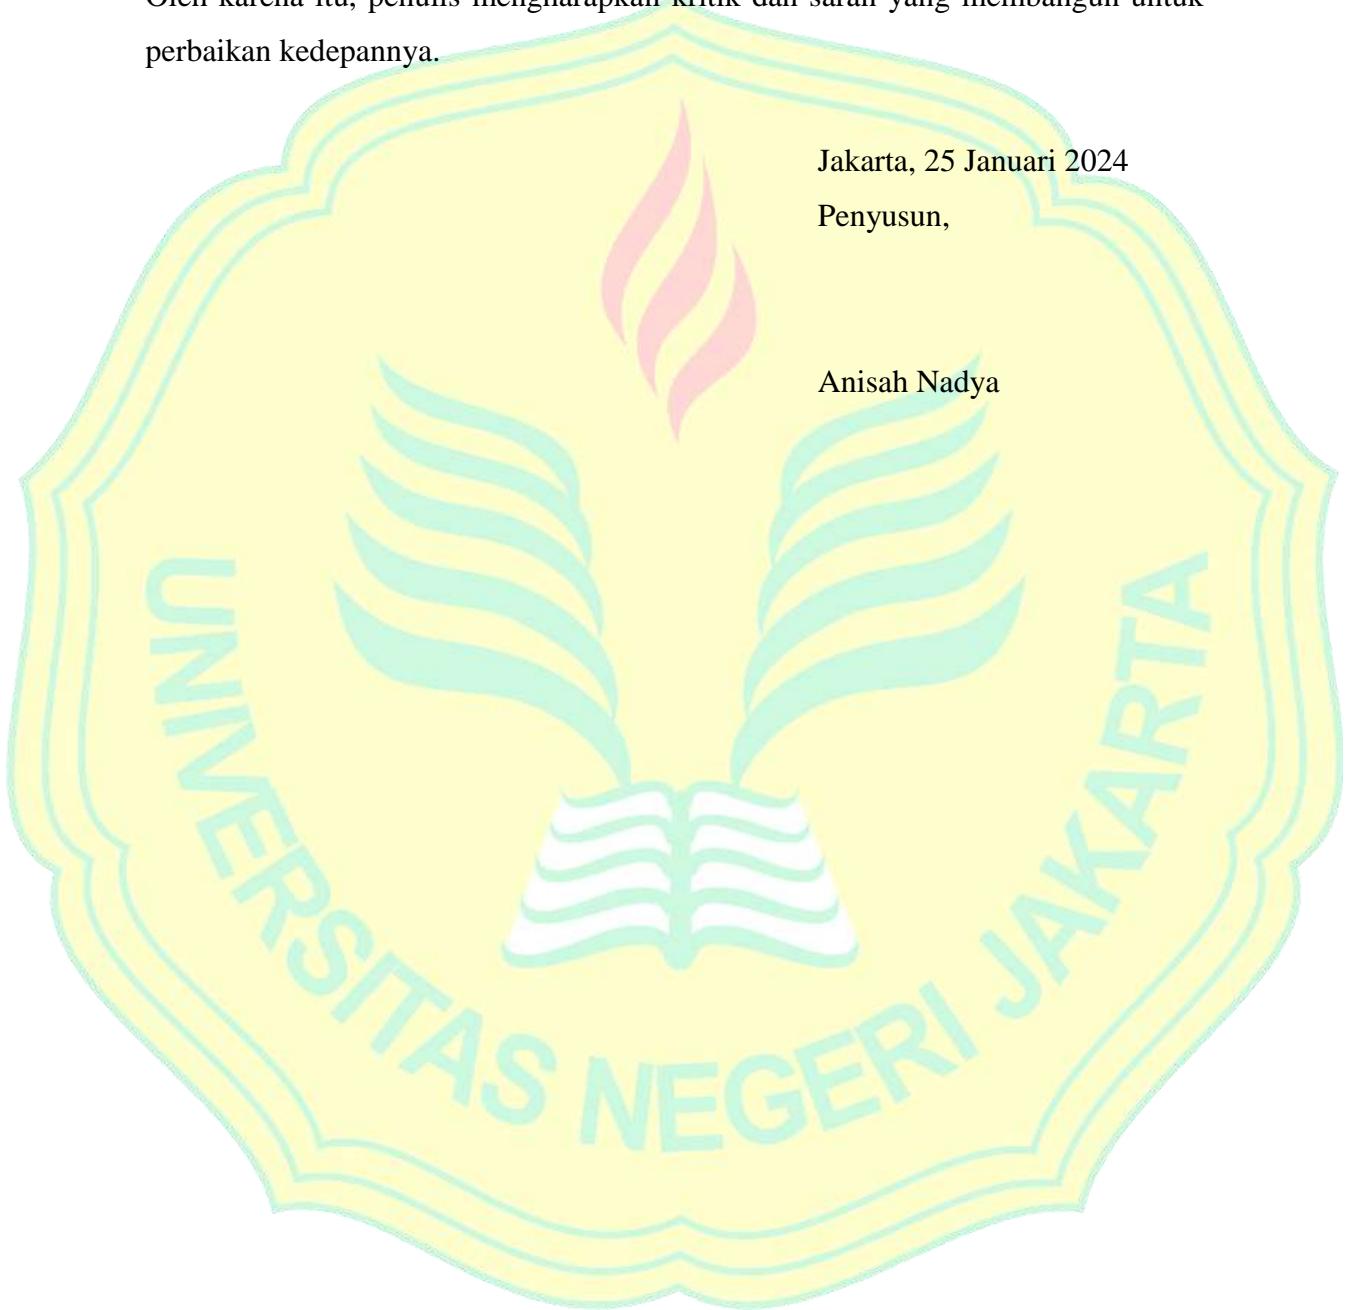 Oleh karena itu, penulis mengharapkan kritik dan saran yang membangun untuk
perbaikan kedepannya.
Jakarta, 25 Januari 2024
Penyusun,
Anisah Nadya
UNIVERSITAS NEGERI JAKARTA